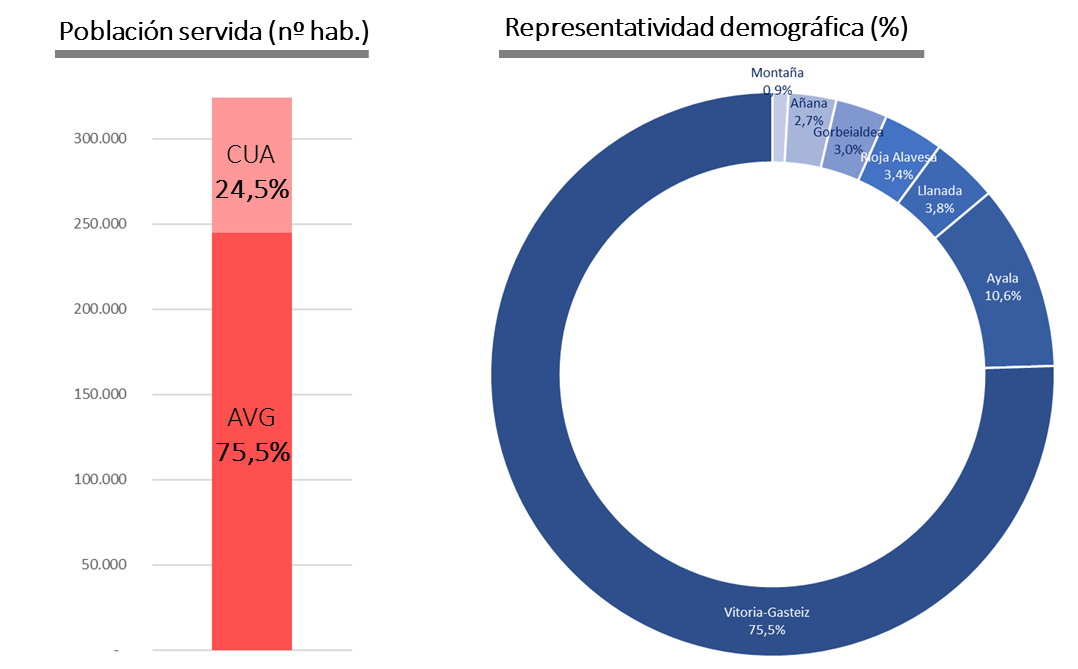 Población servida (nº hab.)
300.000
250.000
200.000
150.000
100.000
50.000
-
CUA
24,5%
AVG
75,5%
Representatividad demográfica (%)
Montaña
0,9%
Añana
2,7%
Gorbeialdea
3,0%
Rioja Alavesa
3,4%
Llanada
3,8%
Ayala
10,6%
Vitoria-Gasteiz
75,5%